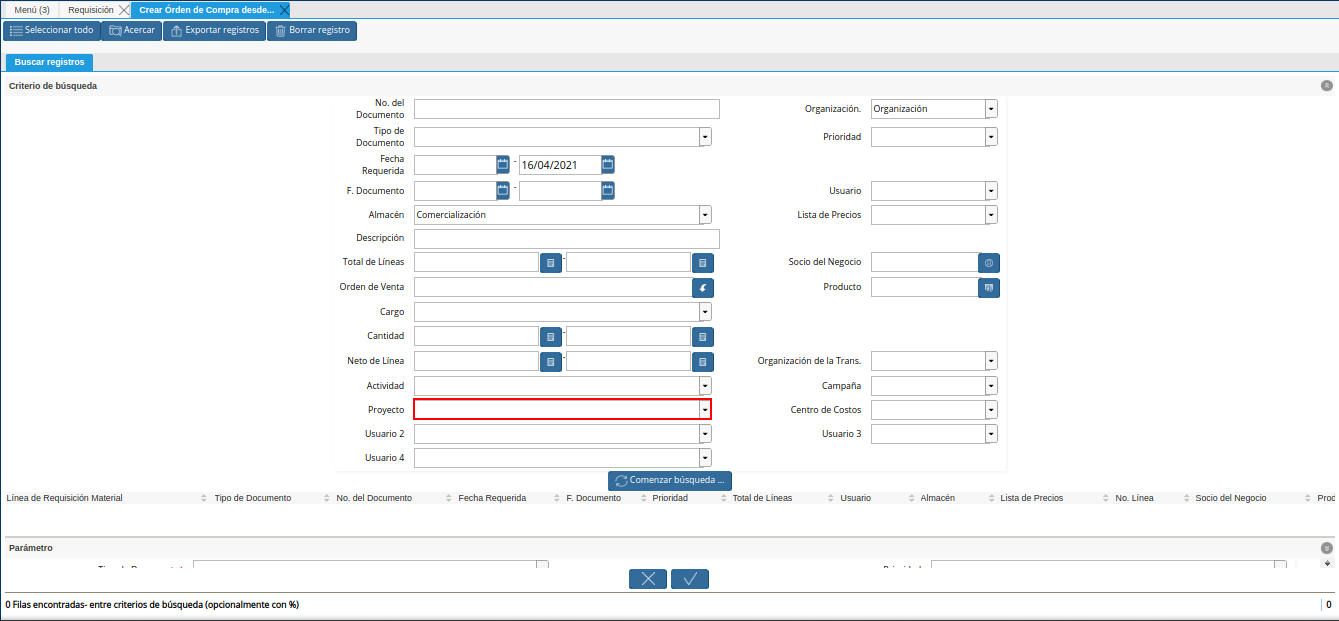 Menú (3) Requisición Crear Órden de Compra desde...
Seleccionar todo Acercar Exportar registros Borrar registro
Buscar registros
Criterio de búsqueda
No. del Documento Organización. Organización
Tipo de Documento Prioridad
Fecha Requerida - 16/04/2021
F. Documento - Usuario
Almacén Comercialización Lista de Precios
Descripción
Total de Líneas - Socio del Negocio
Orden de Venta Producto
Cargo
Cantidad -
Neto de Línea - Organización de la Trans.
Actividad Campaña
Proyecto Centro de Costos
Usuario 2 Usuario 3
Usuario 4
Comenzar búsqueda ...
Línea de Requisición Material Tipo de Documento No. del Documento Fecha Requerida F. Documento Prioridad Total de Líneas Usuario Almacén Lista de Precios No. Línea Socio del Negocio Prod
Parámetro
0 Filas encontradas- entre criterios de búsqueda (opcionalmente con %) 0